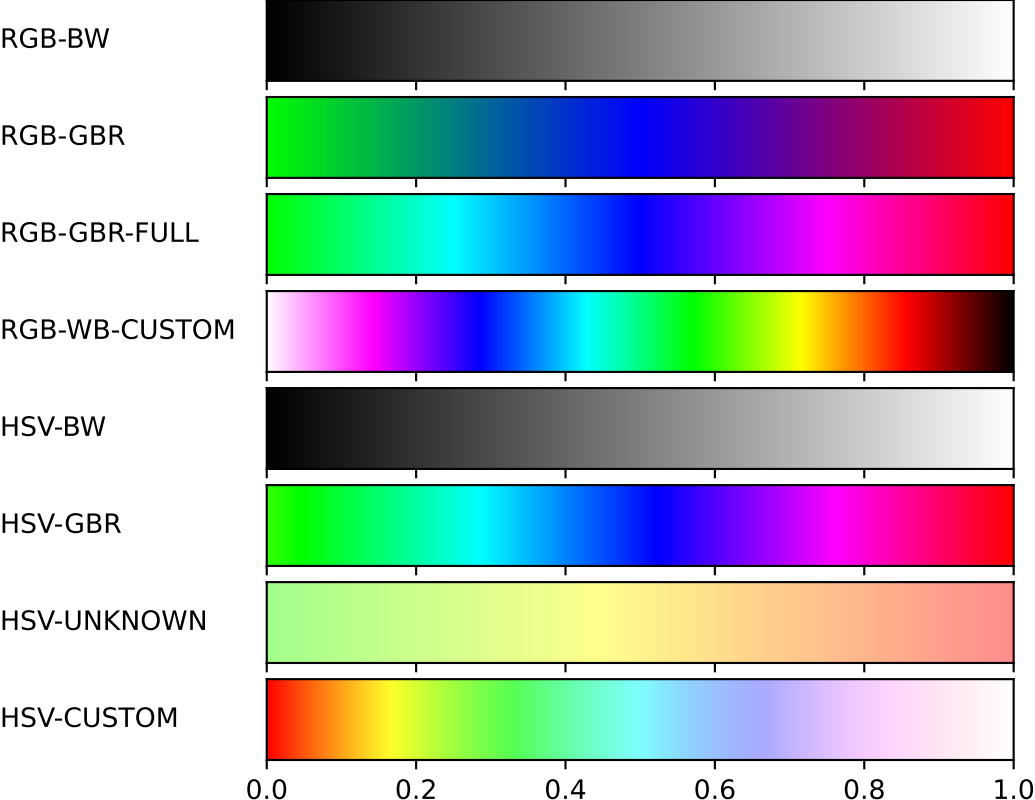 RGB-BW
RGB-GBR
RGB-GBR-FULL
RGB-WB-CUSTOM
HSV-BW
HSV-GBR
HSV-UNKNOWN
HSV-CUSTOM
0.0 0.2 0.4 0.6 0.8 1.0